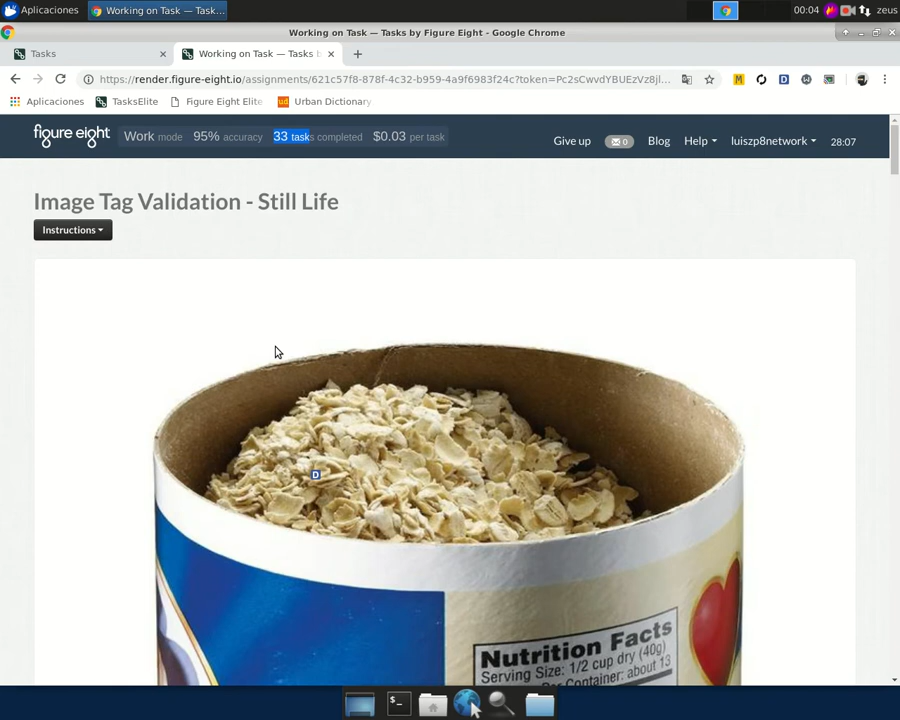 Aplicaciones
Working on Task — Task...
00:04
zeus
Working on Task — Tasks by Figure Eight - Google Chrome
Tasks
Working on Task — Tasks b
https://render.figure-eight.io/assignments/621c57f8-878f-4c32-b959-4a9f6983f24c?token=Pc2sCwvdYBUEzVz8jl...
Aplicaciones
TasksElite
Figure Eight Elite
Urban Dictionary
figure eight
Work mode
95% accuracy
33 tasks completed
$0.03 per task
Give up
0
Blog
Help
luiszp8network
28:07
Image Tag Validation - Still Life
Instructions
D
Nutrition Facts
Serving Size: 1/2 cup dry (40g)
Per Container: about 13